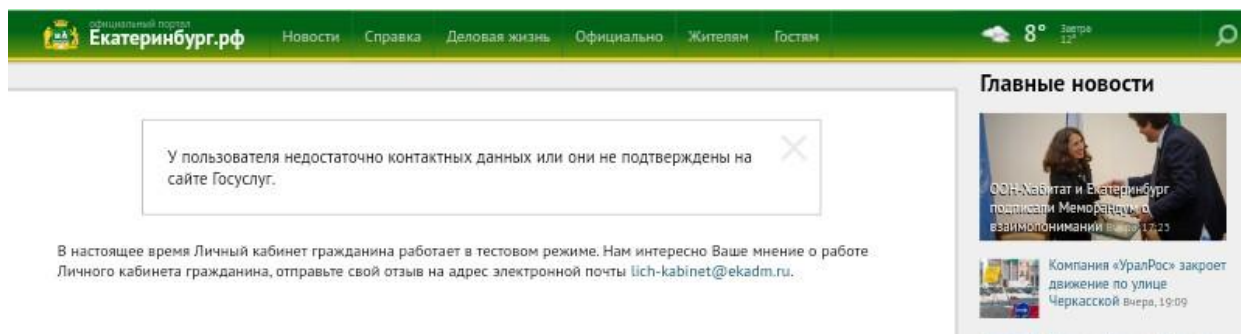 официальный портал
Екатеринбург.рф
Новости Справка Деловая жизнь Официально Жителям Гостям
8° Завтра
12°
Главные новости
У пользователя недостаточно контактных данных или они не подтверждены на
сайте Госуслуг.
В настоящее время Личный кабинет гражданина работает в тестовом режиме. Нам интересно Ваше мнение о работе
Личного кабинета гражданина, отправьте свой отзыв на адрес электронной почты lich-kabinet@ekadm.ru.
ООН-Хабитат и Екатеринбург
подписали Меморандум о
взаимопонимании Вчера, 17:23
Компания «УралРос» закроет
движение по улице
Черкасской Вчера, 19:09